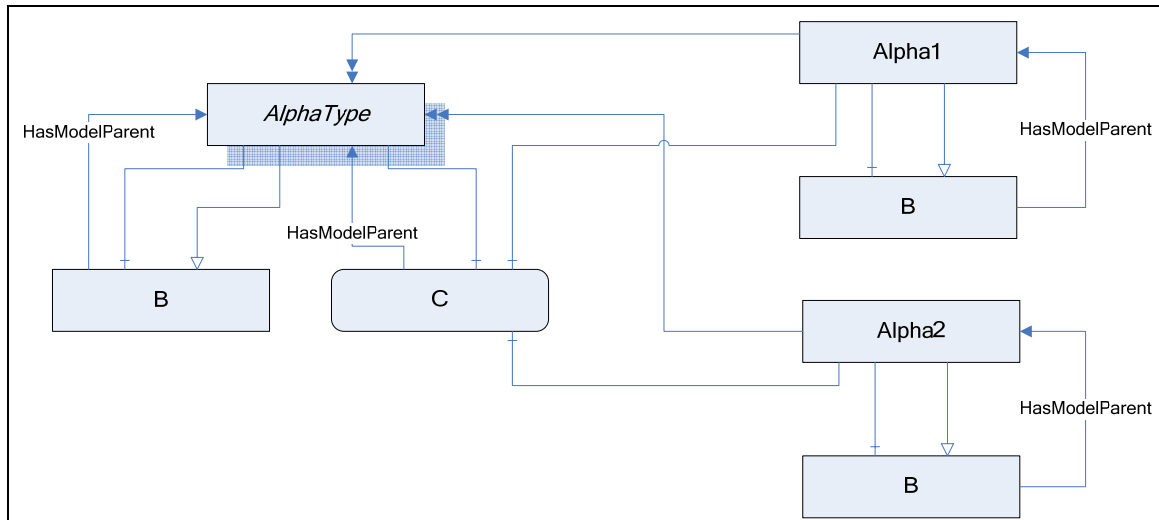 Alpha1
AlphaType
HasModelParent
HasModelParent
B
HasModelParent
B
C
Alpha2
HasModelParent
B